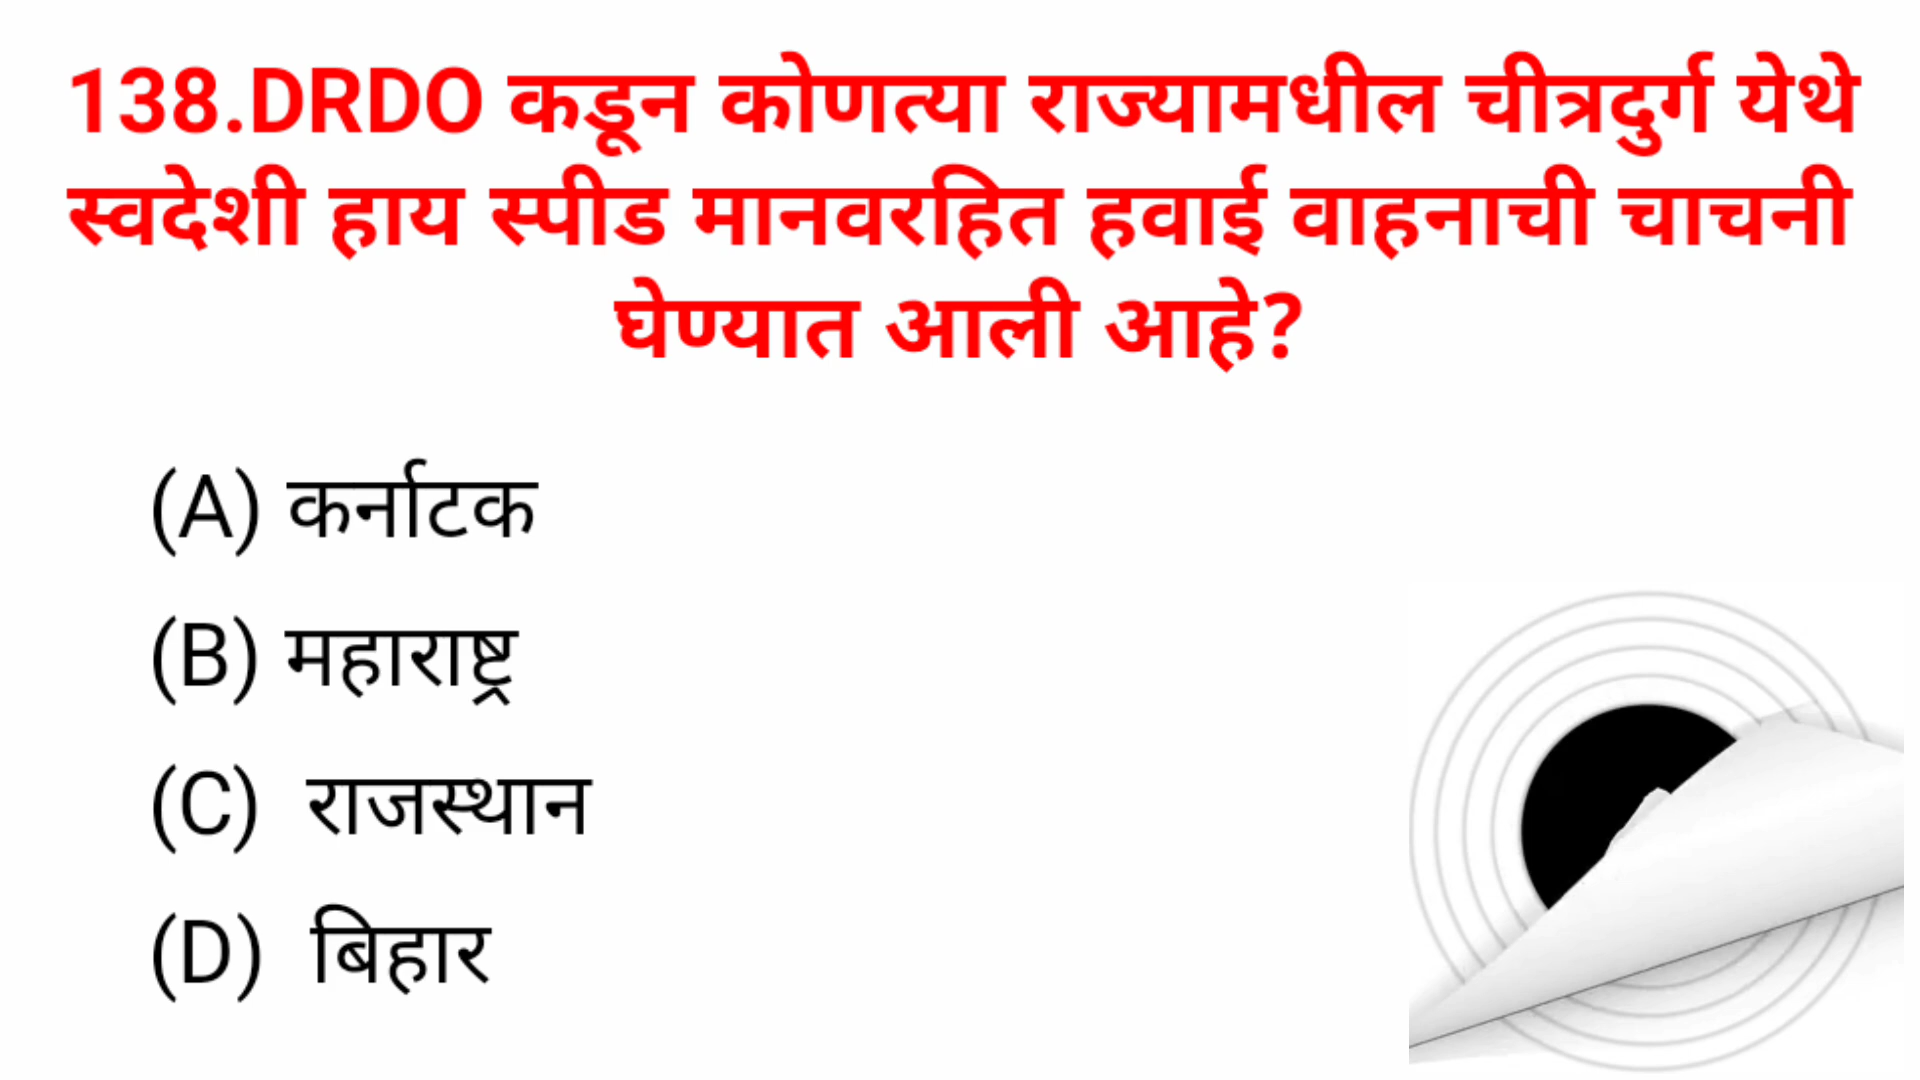 138.DRDO कडून कोणत्या राज्यामधील चीत्रदुर्ग येथे
स्वदेशी हाय स्पीड मानवरहित हवाई वाहनाची चाचनी
घेण्यात आली आहे?
(A) कर्नाटक
(B) महाराष्ट्र
(C) राजस्थान
(D) बिहार